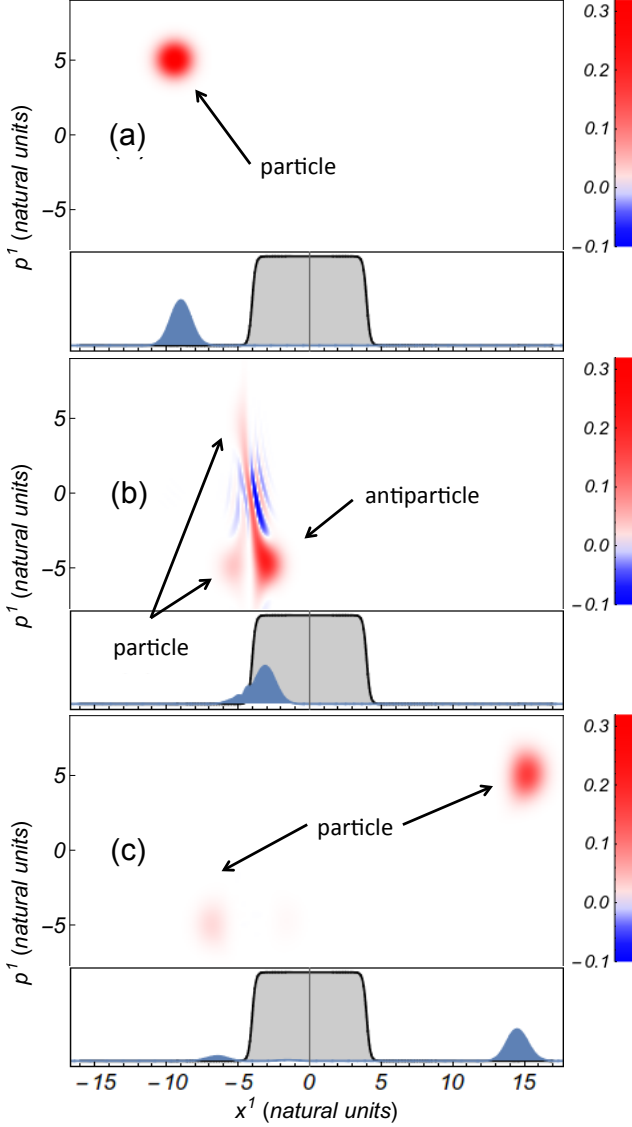 0.3
5
0.2
p¹ (natural units)
0
(a)
0.1
particle
0.0
−5
−0.1
0.3
5
0.2
p¹ (natural units)
0
(b)
antiparticle
0.1
0.0
−5
−0.1
particle
0.3
5
0.2
p¹ (natural units)
particle
0
(c)
0.1
0.0
−5
−0.1
−15 −10 −5 0 5 10 15
x¹ (natural units)